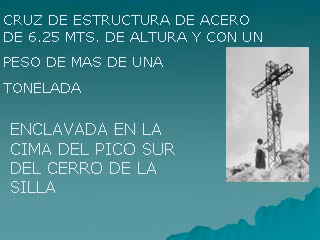 CRUZ DE ESTRUCTURA DE ACERO
DE 6.25 MTS. DE ALTURA Y CON UN
PESO DE MAS DE UNA
TONELADA
ENCLAVADA EN LA
CIMA DEL PICO SUR
DEL CERRO DE LA
SILLA